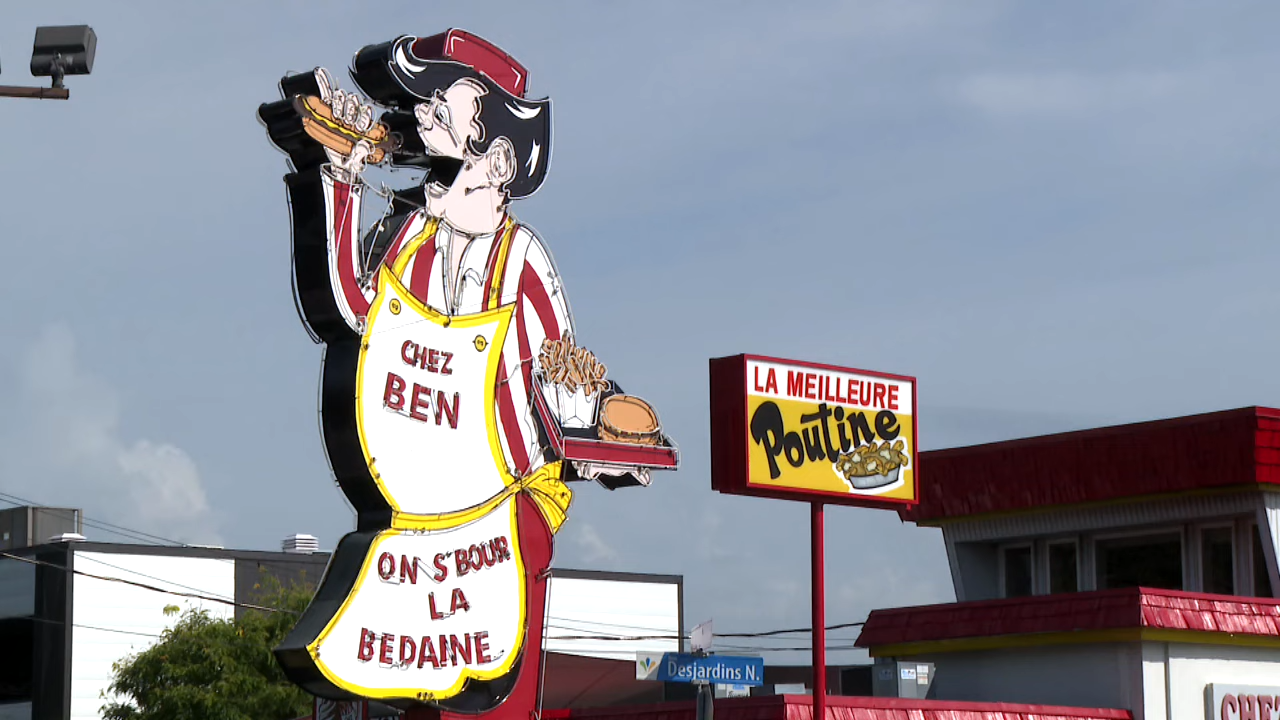 CHEZ
BEN
ON S'BOUR
LA
BEDAINE
LA MEILLEURE
Poutine
Desjardins N.